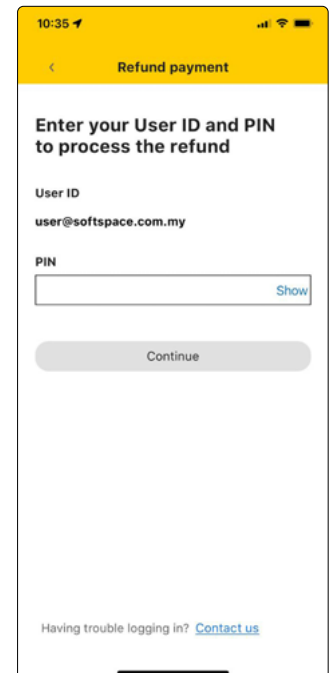 10:35
Refund payment
Enter your User ID and PIN
to process the refund
User ID
user@softspace.com.my
PIN
Show
Continue
Having trouble logging in? Contact us